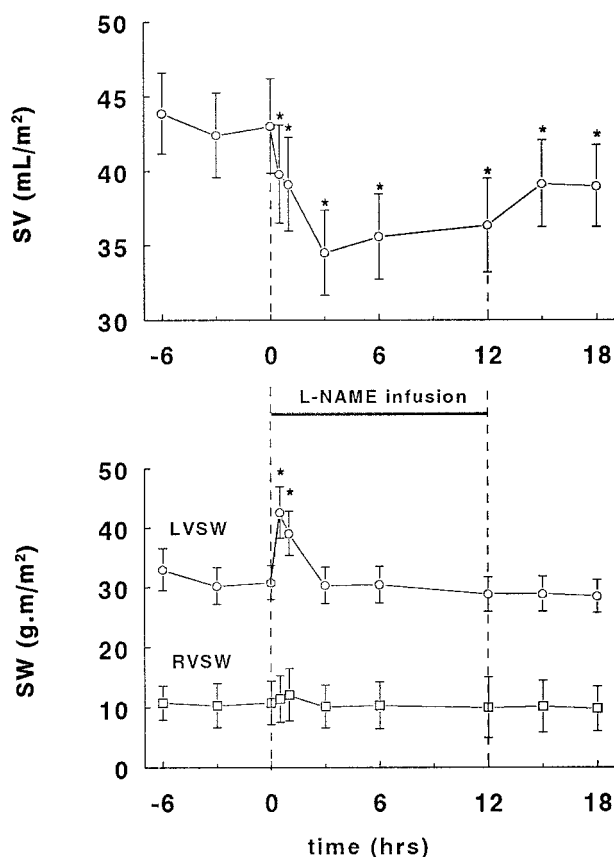 50
45
40
35
30
SV (mL/m²)
* * * * * * *
-6 0 6 12 18
L-NAME infusion
50
40
30
20
10
0
SW (g.m/m²)
* *
LVSW
RVSW
-6 0 6 12 18
time (hrs)